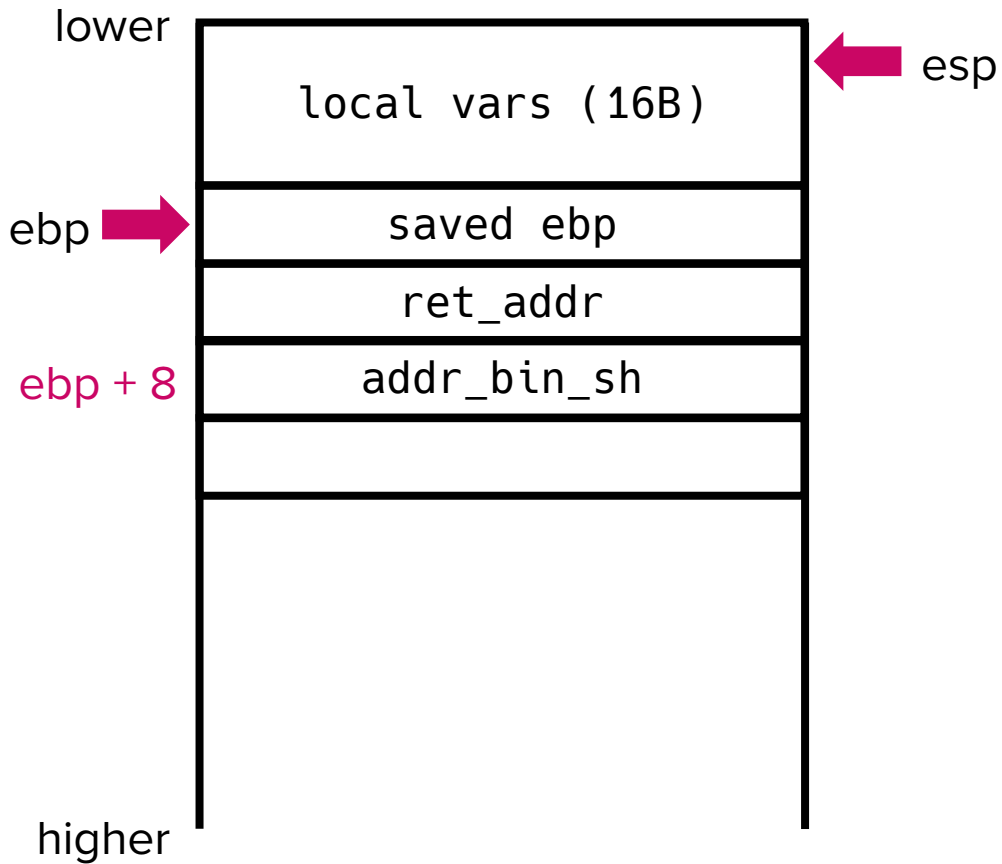 lower
esp
local vars (16B)
ebp
saved ebp
ret_addr
ebp + 8
addr_bin_sh
higher